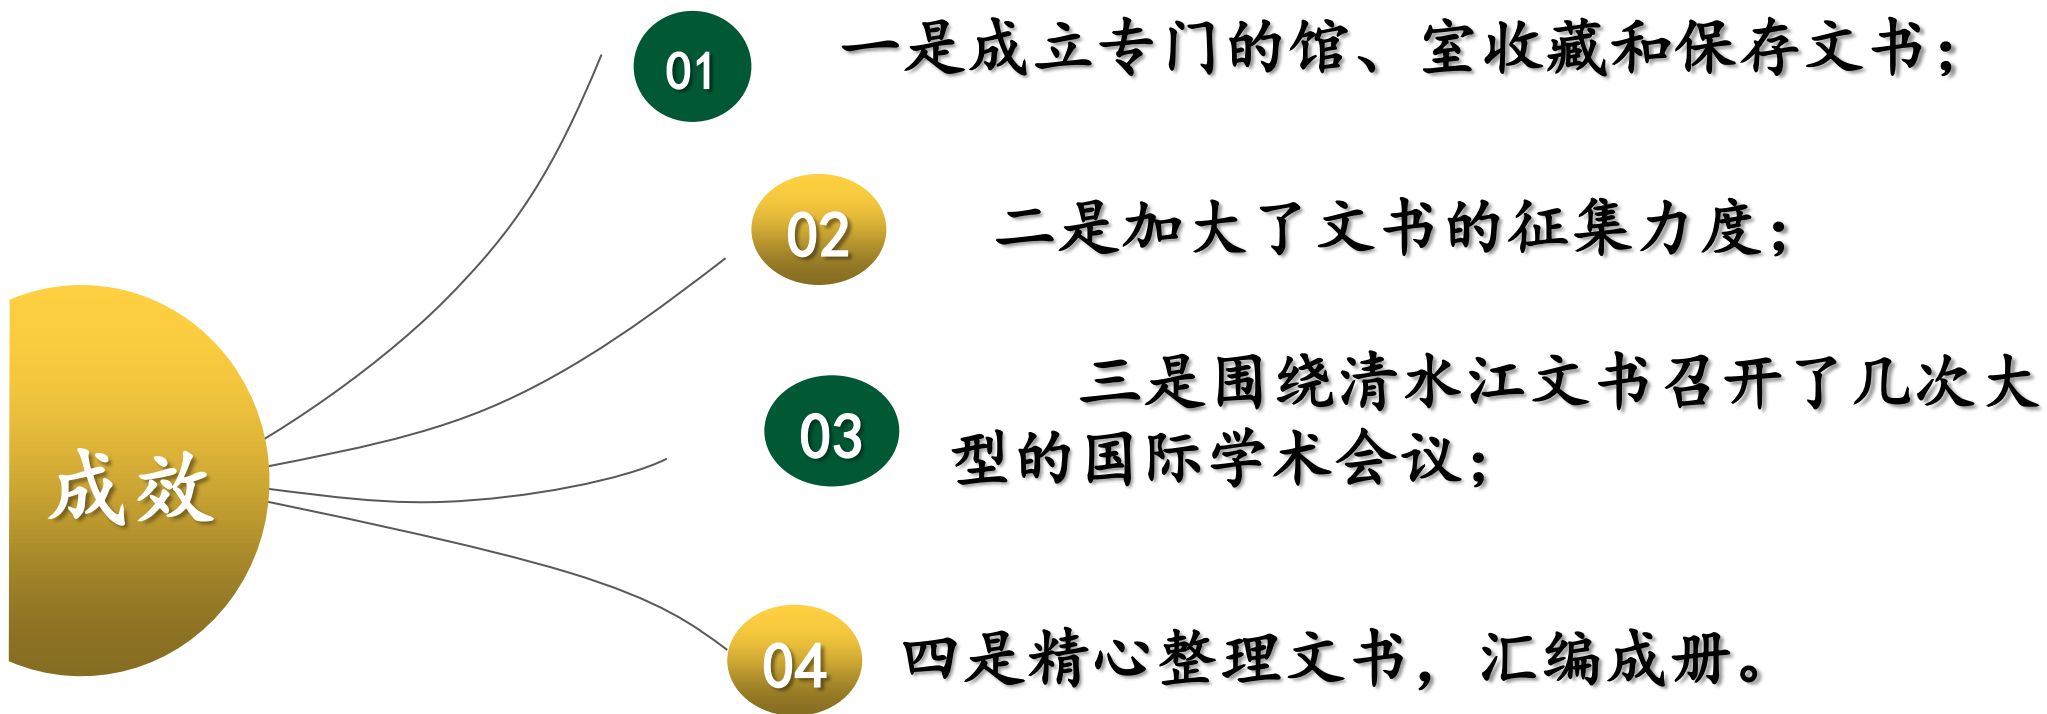 01
一是成立专门的馆、室收藏和保存文书；
02
二是加大了文书的征集力度；
03
三是围绕清水江文书召开了几次大
型的国际学术会议；
成效
04
四是精心整理文书，汇编成册。